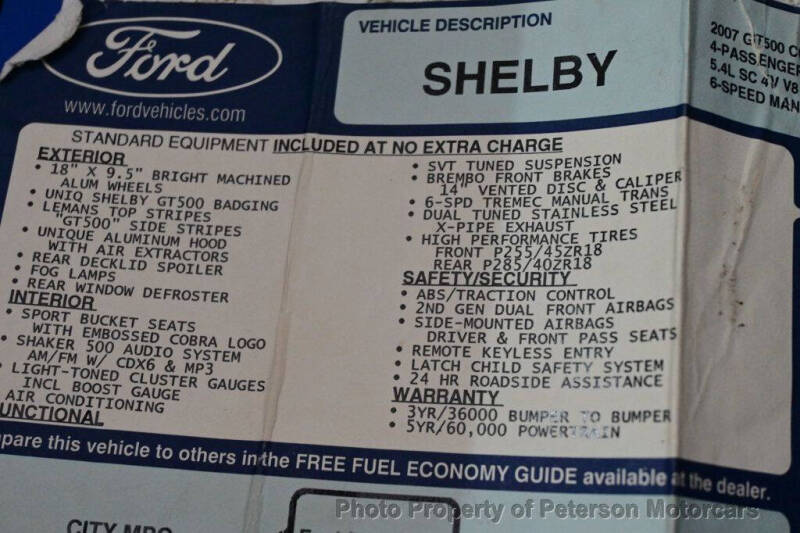 Ford
www.fordvehicles.com
VEHICLE DESCRIPTION
SHELBY
2007 GT500
4-PASSENGER
5.4L SC 4V V8
6-SPEED MAN
STANDARD EQUIPMENT INCLUDED AT NO EXTRA CHARGE
EXTERIOR
• 18" X 9.5" BRIGHT MACHINED
ALUM WHEELS
• UNIQ SHELBY GT500 BADGING
• LEMANS TOP STRIPES
"GT500" SIDE STRIPES
• UNIQUE ALUMINUM HOOD
WITH AIR EXTRACTORS
• REAR DECKLID SPOILER
• FOG LAMPS
• REAR WINDOW DEFROSTER
INTERIOR
• SPORT BUCKET SEATS
WITH EMBOSSED COBRA LOGO
• SHAKER 500 AUDIO SYSTEM
AM/FM W/ CDX6 & MP3
• LIGHT-TONED CLUSTER GAUGES
INCL BOOST GAUGE
AIR CONDITIONING
UNCTIONAL
• SVT TUNED SUSPENSION
• BREMBO FRONT BRAKES
14" VENTED DISC & CALIPER
• 6-SPD TREMEC MANUAL TRANS
• DUAL TUNED STAINLESS STEEL
X-PIPE EXHAUST
• HIGH PERFORMANCE TIRES
FRONT P255/45ZR18
REAR P285/40ZR18
SAFETY/SECURITY
• ABS/TRACTION CONTROL
• 2ND GEN DUAL FRONT AIRBAGS
• SIDE-MOUNTED AIRBAGS
DRIVER & FRONT PASS SEATS
• REMOTE KEYLESS ENTRY
• LATCH CHILD SAFETY SYSTEM
• 24 HR ROADSIDE ASSISTANCE
WARRANTY
• 3YR/36000 BUMPER TO BUMPER
• 5YR/60,000 POWERTRAIN
pare this vehicle to others in the FREE FUEL ECONOMY GUIDE available at the dealer.
CITY MPG
Photo Property of Peterson Motorcars